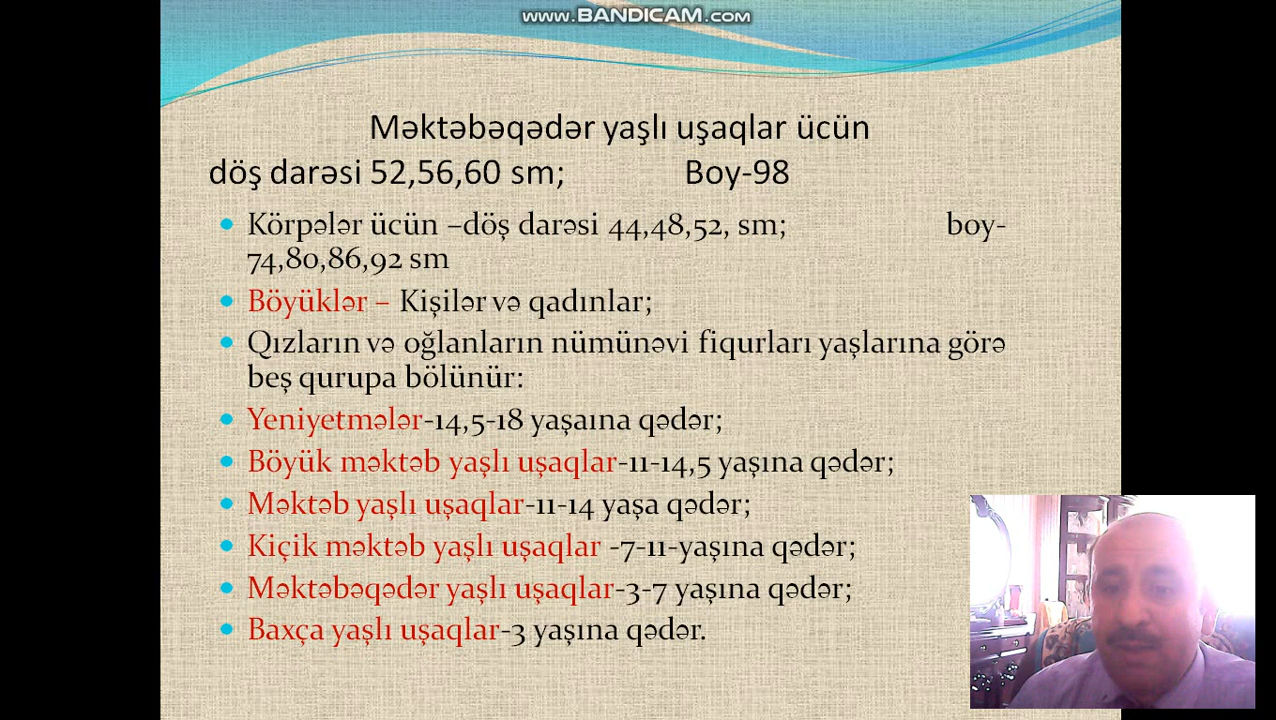 www.BANDICAM.com
Məktəbəqədər yaşlı uşaqlar ücün
döş darəsi 52,56,60 sm; Boy-98
• Körpələr ücün –döş darəsi 44,48,52, sm; boy-
74,80,86,92 sm
• Böyüklər – Kişilər və qadınlar;
• Qızların və oğlanların nümünəvi fiqurları yaşlarına görə
beş qurupa bölünür:
• Yeniyetmələr-14,5-18 yaşaına qədər;
• Böyük məktəb yaşlı uşaqlar-11-14,5 yaşına qədər;
• Məktəb yaşlı uşaqlar-11-14 yaşa qədər;
• Kiçik məktəb yaşlı uşaqlar -7-11-yaşına qədər;
• Məktəbəqədər yaşlı uşaqlar-3-7 yaşına qədər;
• Baxça yaşlı uşaqlar-3 yaşına qədər.